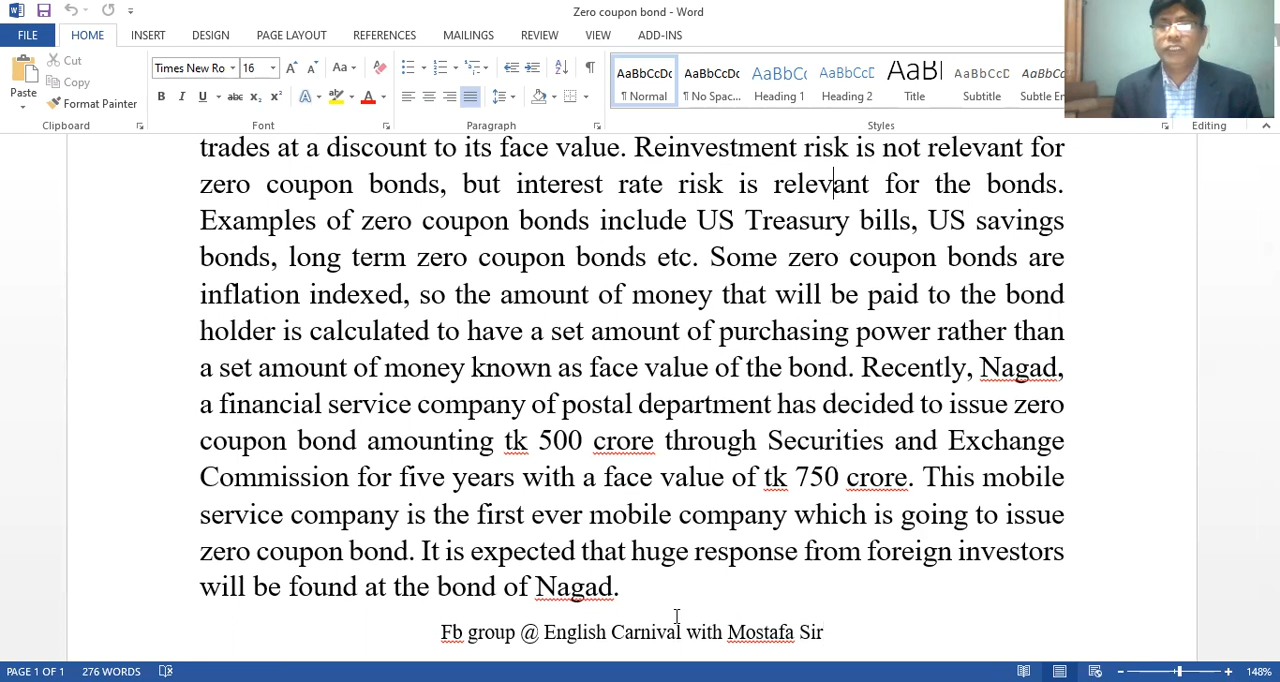 Zero coupon bond - Word
FILE HOME INSERT DESIGN PAGE LAYOUT REFERENCES MAILINGS REVIEW VIEW ADD-INS
Paste
Cut
Copy
Format Painter
Clipboard
Times New Ro 16
Font
Paragraph
AaBbCcDc AaBbCcDc AaBbCc AaBbCcC AaBl AaBbCcD AaBbCc
¶ Normal ¶ No Spac... Heading 1 Heading 2 Title Subtitle Subtle Em
Styles
Editing
trades at a discount to its face value. Reinvestment risk is not relevant for
zero coupon bonds, but interest rate risk is relevant for the bonds.
Examples of zero coupon bonds include US Treasury bills, US savings
bonds, long term zero coupon bonds etc. Some zero coupon bonds are
inflation indexed, so the amount of money that will be paid to the bond
holder is calculated to have a set amount of purchasing power rather than
a set amount of money known as face value of the bond. Recently, Nagad,
a financial service company of postal department has decided to issue zero
coupon bond amounting tk 500 crore through Securities and Exchange
Commission for five years with a face value of tk 750 crore. This mobile
service company is the first ever mobile company which is going to issue
zero coupon bond. It is expected that huge response from foreign investors
will be found at the bond of Nagad.
Fb group @ English Carnival with Mostafa Sir
PAGE 1 OF 1 276 WORDS 148%